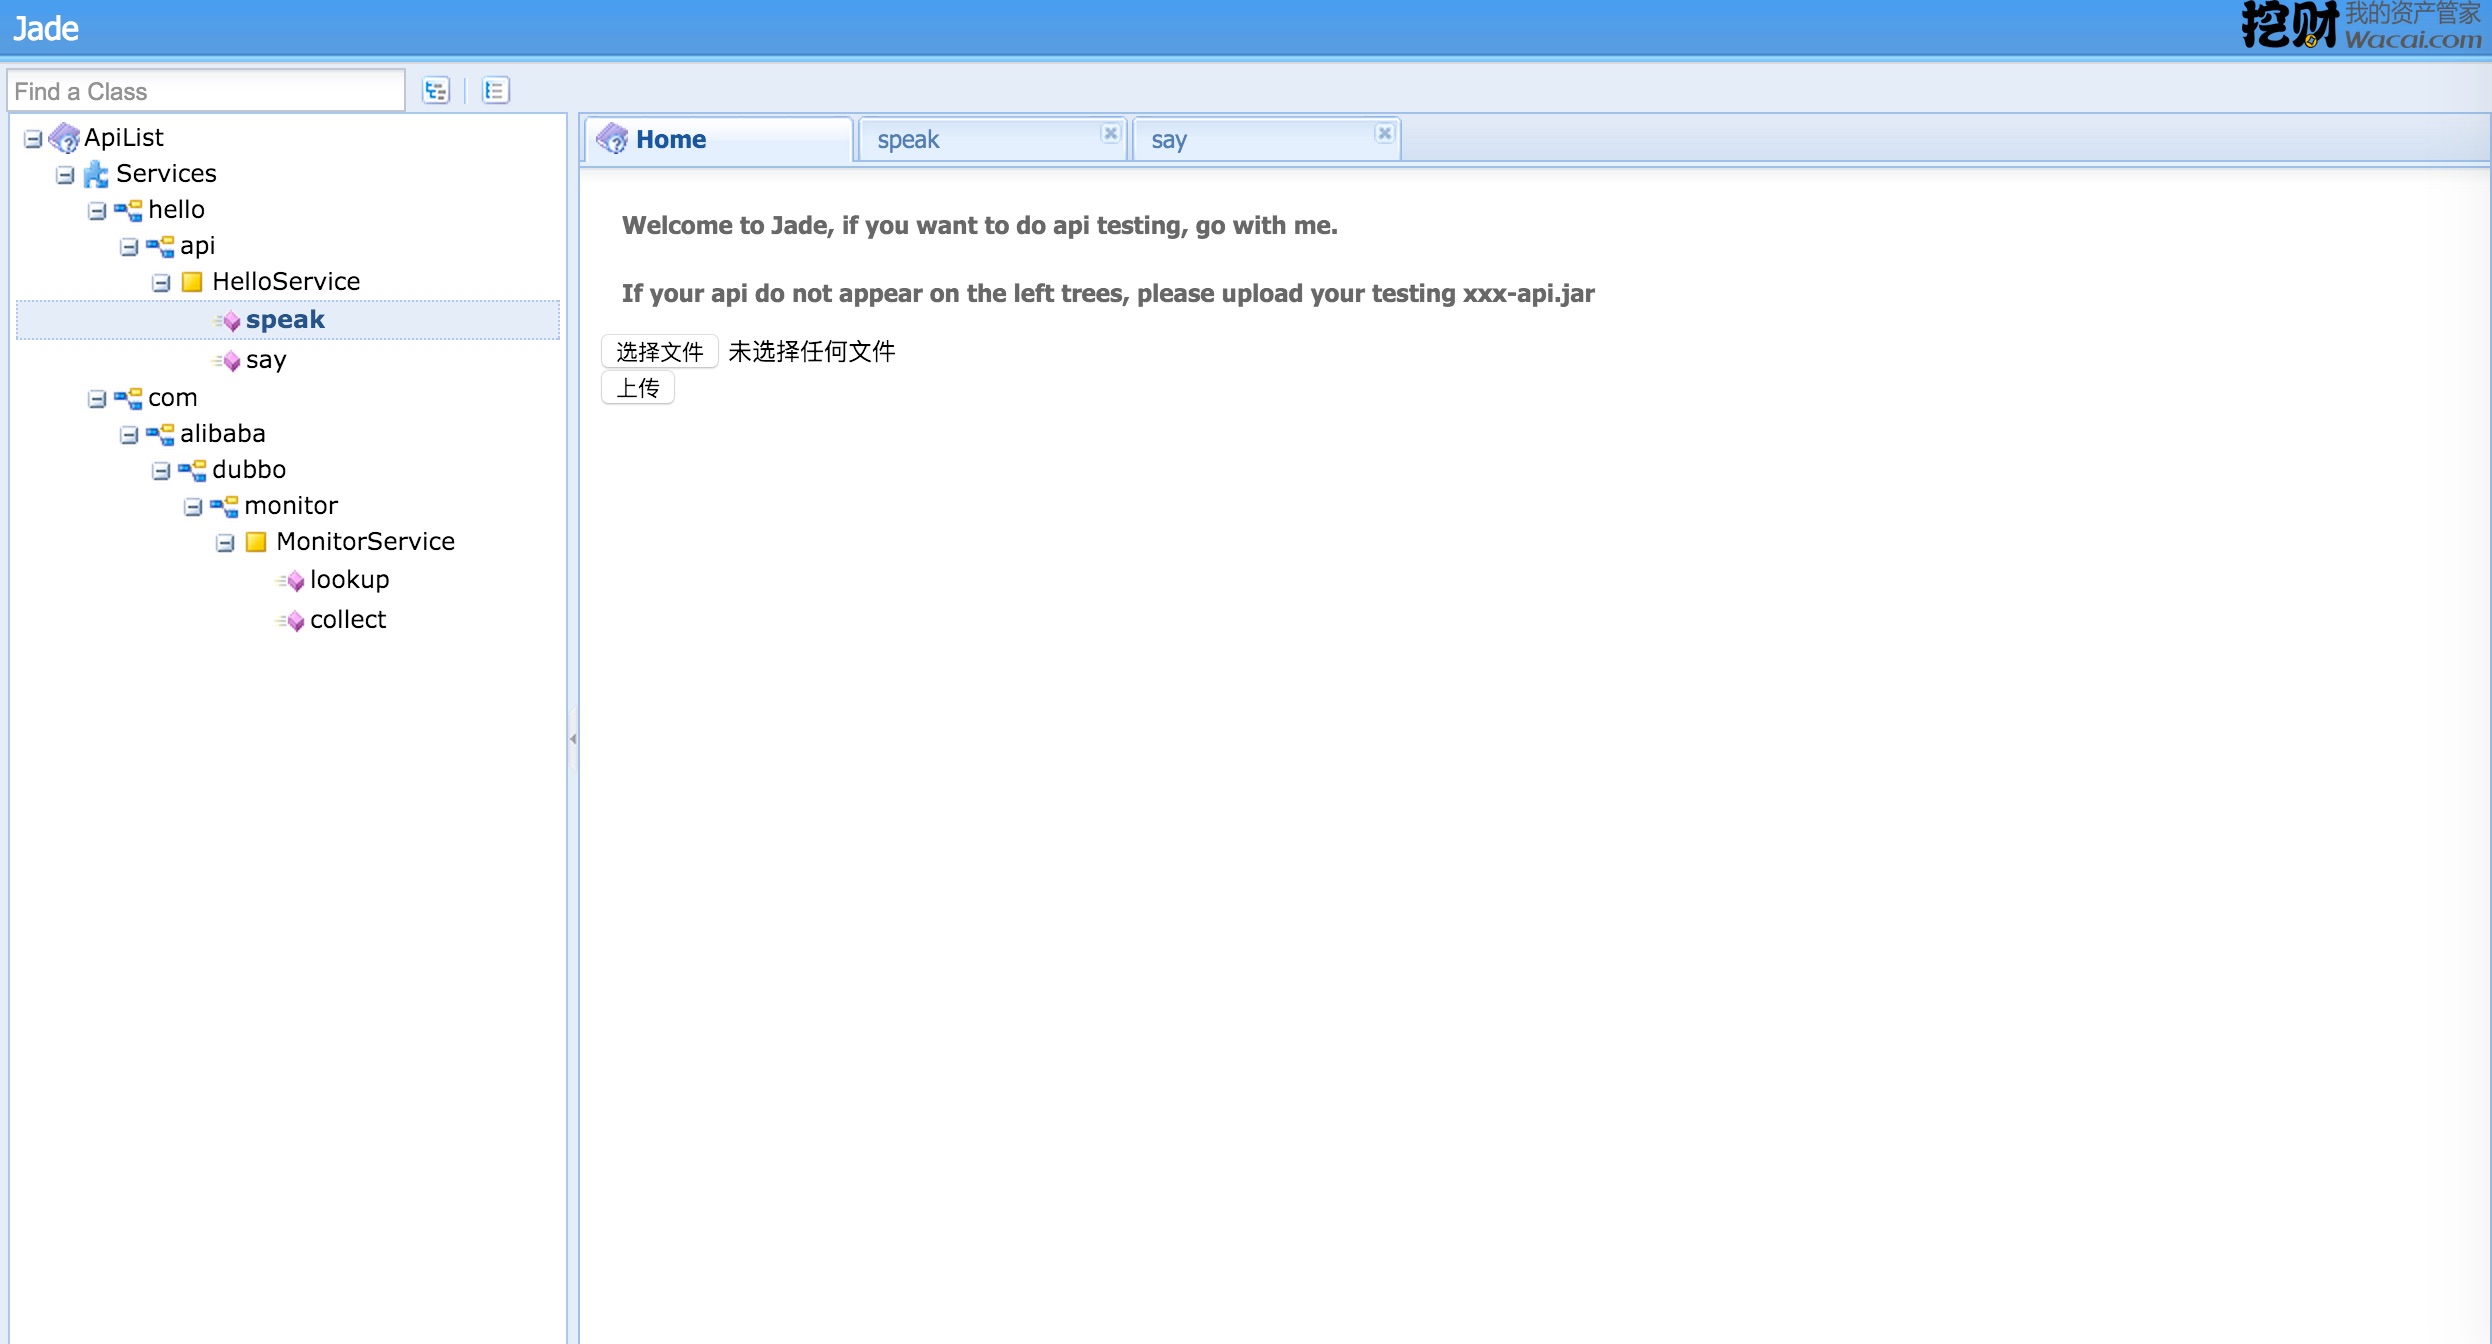 Jade
挖财 我的资产管家
Wacai.com
Find a Class
ApiList
Services
hello
api
HelloService
speak
say
com
alibaba
dubbo
monitor
MonitorService
lookup
collect
Home speak say
Welcome to Jade, if you want to do api testing, go with me.
If your api do not appear on the left trees, please upload your testing xxx-api.jar
选择文件 未选择任何文件
上传